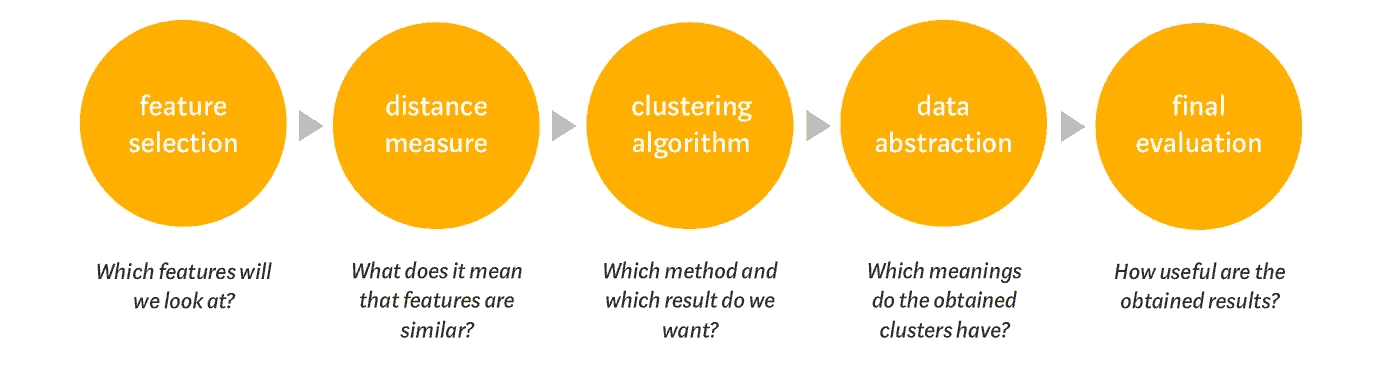 feature
selection
distance
measure
clustering
algorithm
data
abstraction
final
evaluation
Which features will
we look at?
What does it mean
that features are
similar?
Which method and
which result do we
want?
Which meanings
do the obtained
clusters have?
How useful are the
obtained results?